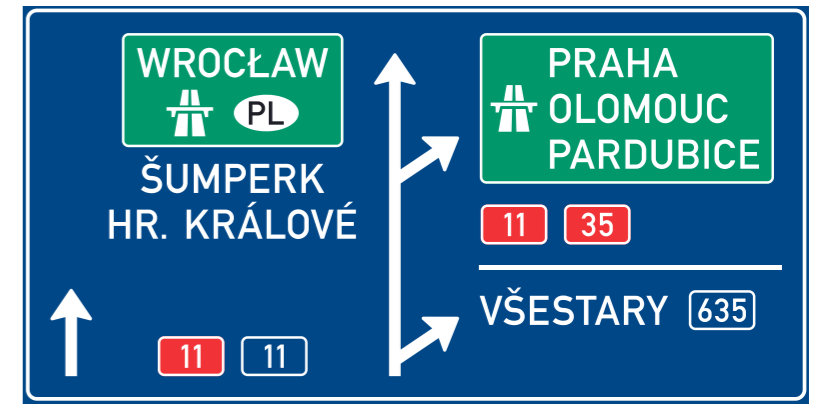 WROCŁAW
PL
ŠUMPERK
HR. KRÁLOVÉ
11 11
PRAHA
OLOMOUC
PARDUBICE
11 35
VŠESTARY 635